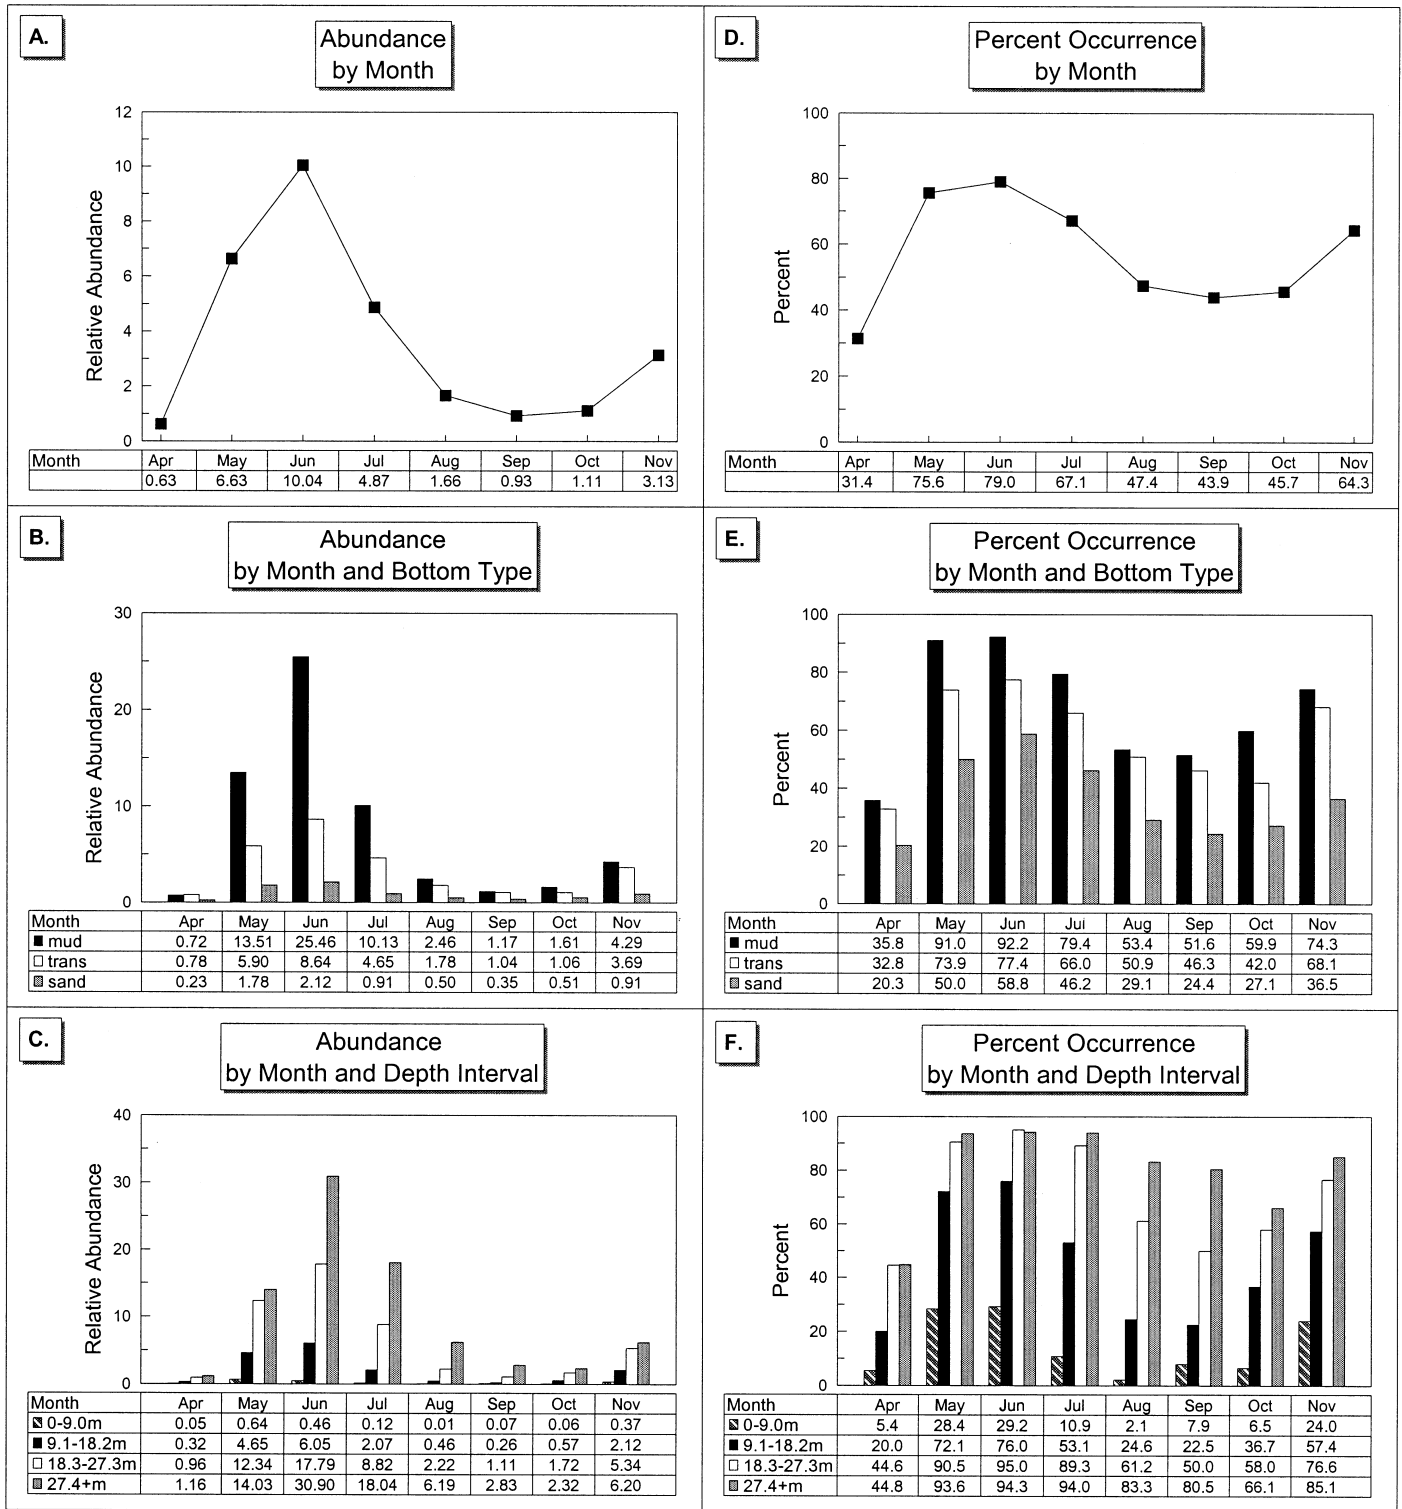 A.
Abundance
by Month
12
10
8
6
4
2
0
Relative Abundance
Month Apr May Jun Jul Aug Sep Oct Nov
0.63 6.63 10.04 4.87 1.66 0.93 1.11 3.13
D.
Percent Occurrence
by Month
100
80
60
40
20
0
Percent
Month Apr May Jun Jul Aug Sep Oct Nov
31.4 75.6 79.0 67.1 47.4 43.9 45.7 64.3
B.
Abundance
by Month and Bottom Type
30
20
10
0
Relative Abundance
Month Apr May Jun Jul Aug Sep Oct Nov
mud 0.72 13.51 25.46 10.13 2.46 1.17 1.61 4.29
trans 0.78 5.90 8.64 4.65 1.78 1.04 1.06 3.69
sand 0.23 1.78 2.12 0.91 0.50 0.35 0.51 0.91
E.
Percent Occurrence
by Month and Bottom Type
100
80
60
40
20
0
Percent
Month Apr May Jun Jul Aug Sep Oct Nov
mud 35.8 91.0 92.2 79.4 53.4 51.6 59.9 74.3
trans 32.8 73.9 77.4 66.0 50.9 46.3 42.0 68.1
sand 20.3 50.0 58.8 46.2 29.1 24.4 27.1 36.5
C.
Abundance
by Month and Depth Interval
40
30
20
10
0
Relative Abundance
Month Apr May Jun Jul Aug Sep Oct Nov
0-9.0m 0.05 0.64 0.46 0.12 0.01 0.07 0.06 0.37
9.1-18.2m 0.32 4.65 6.05 2.07 0.46 0.26 0.57 2.12
18.3-27.3m 0.96 12.34 17.79 8.82 2.22 1.11 1.72 5.34
27.4+m 1.16 14.03 30.90 18.04 6.19 2.83 2.32 6.20
F.
Percent Occurrence
by Month and Depth Interval
100
80
60
40
20
0
Percent
Month Apr May Jun Jul Aug Sep Oct Nov
0-9.0m 5.4 28.4 29.2 10.9 2.1 7.9 6.5 24.0
9.1-18.2m 20.0 72.1 76.0 53.1 24.6 22.5 36.7 57.4
18.3-27.3m 44.6 90.5 95.0 89.3 61.2 50.0 58.0 76.6
27.4+m 44.8 93.6 94.3 94.0 83.3 80.5 66.1 85.1